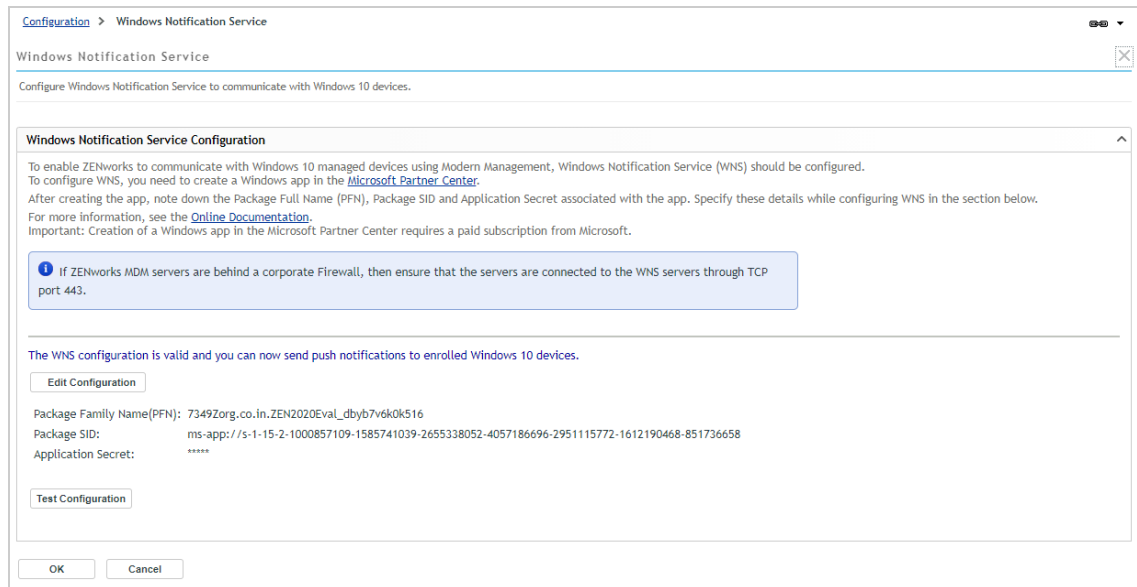 Configuration > Windows Notification Service
Windows Notification Service
Configure Windows Notification Service to communicate with Windows 10 devices.
Windows Notification Service Configuration
To enable ZENworks to communicate with Windows 10 managed devices using Modern Management, Windows Notification Service (WNS) should be configured.
To configure WNS, you need to create a Windows app in the Microsoft Partner Center.
After creating the app, note down the Package Full Name (PFN), Package SID and Application Secret associated with the app. Specify these details while configuring WNS in the section below.
For more information, see the Online Documentation.
Important: Creation of a Windows app in the Microsoft Partner Center requires a paid subscription from Microsoft.
If ZENworks MDM servers are behind a corporate Firewall, then ensure that the servers are connected to the WNS servers through TCP
port 443.
The WNS configuration is valid and you can now send push notifications to enrolled Windows 10 devices.
Edit Configuration
Package Family Name(PFN): 7349Zorg.co.in.ZEN2020Eval_dbyb7v6k0k516
Package SID: ms-app://s-1-15-2-1000857109-1585741039-2655338052-4057186696-2951115772-1612190468-851736658
Application Secret: *****
Test Configuration
OK Cancel